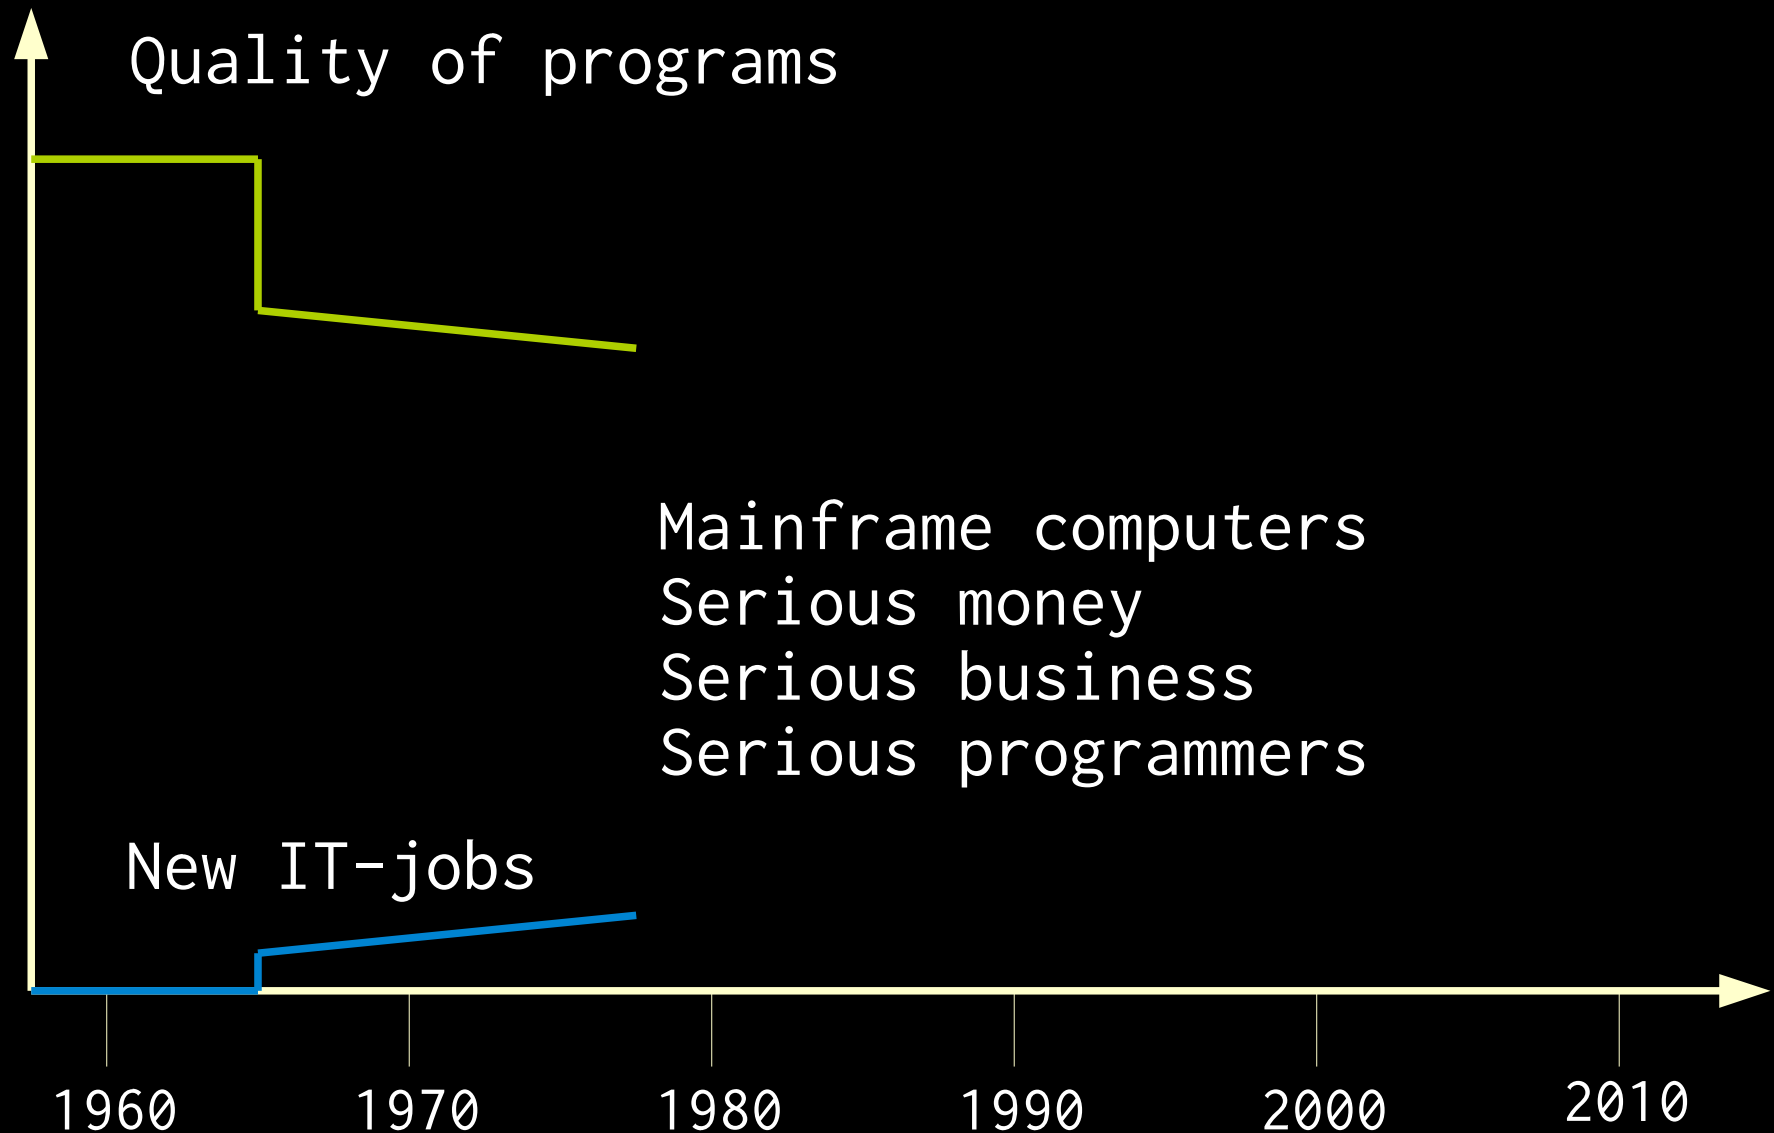 Quality of programs
Mainframe computers
Serious money
Serious business
Serious programmers
New IT-jobs
1960 1970 1980 1990 2000 2010